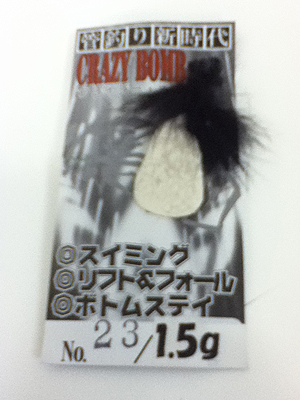 管釣り新時代
CRAZY BOMB
◎スイミング
◎リフト&フォール
◎ボトムステイ
No. 23/1.5g